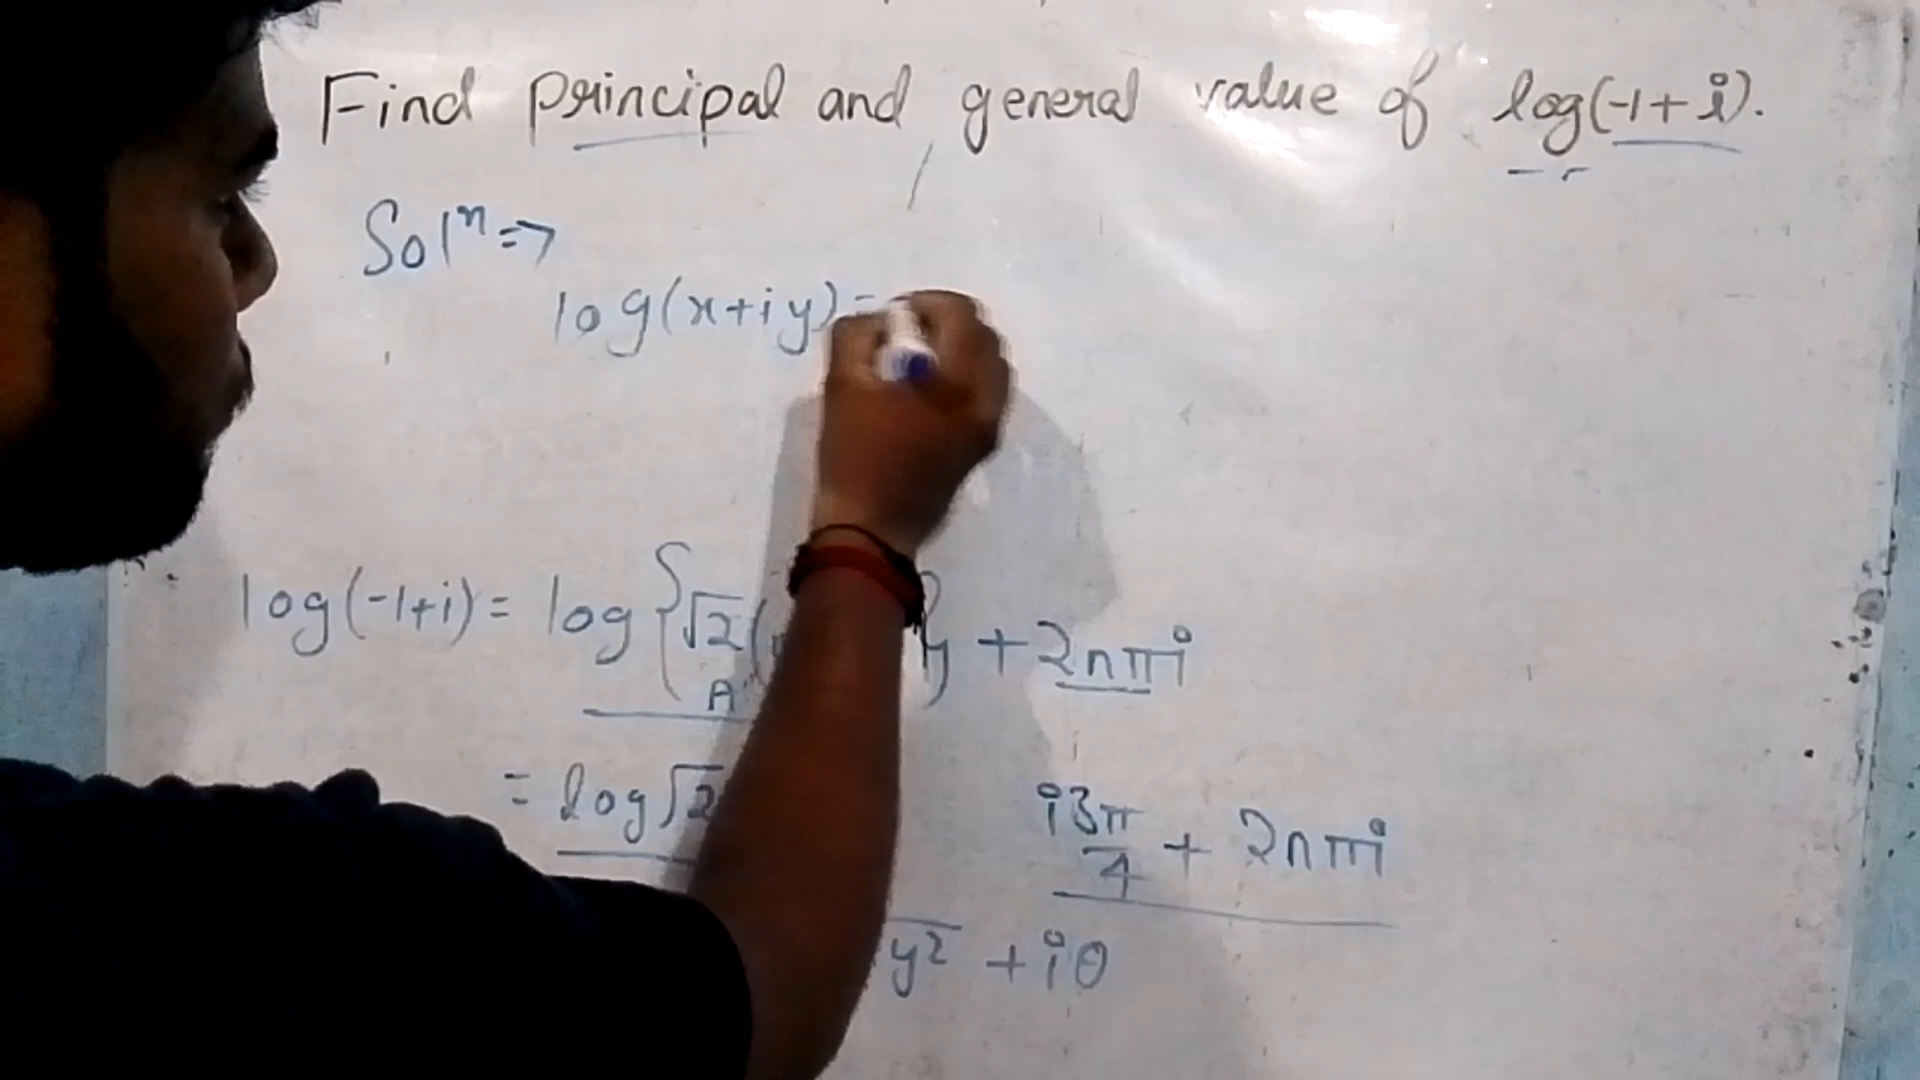 Find principal and general value of log(-1+i).
Solⁿ=>
log(x+iy)=
log(-1+i)= log{√2( } + 2nπi
A
= log√2 i3π/4 + 2nπi
y² + iθ